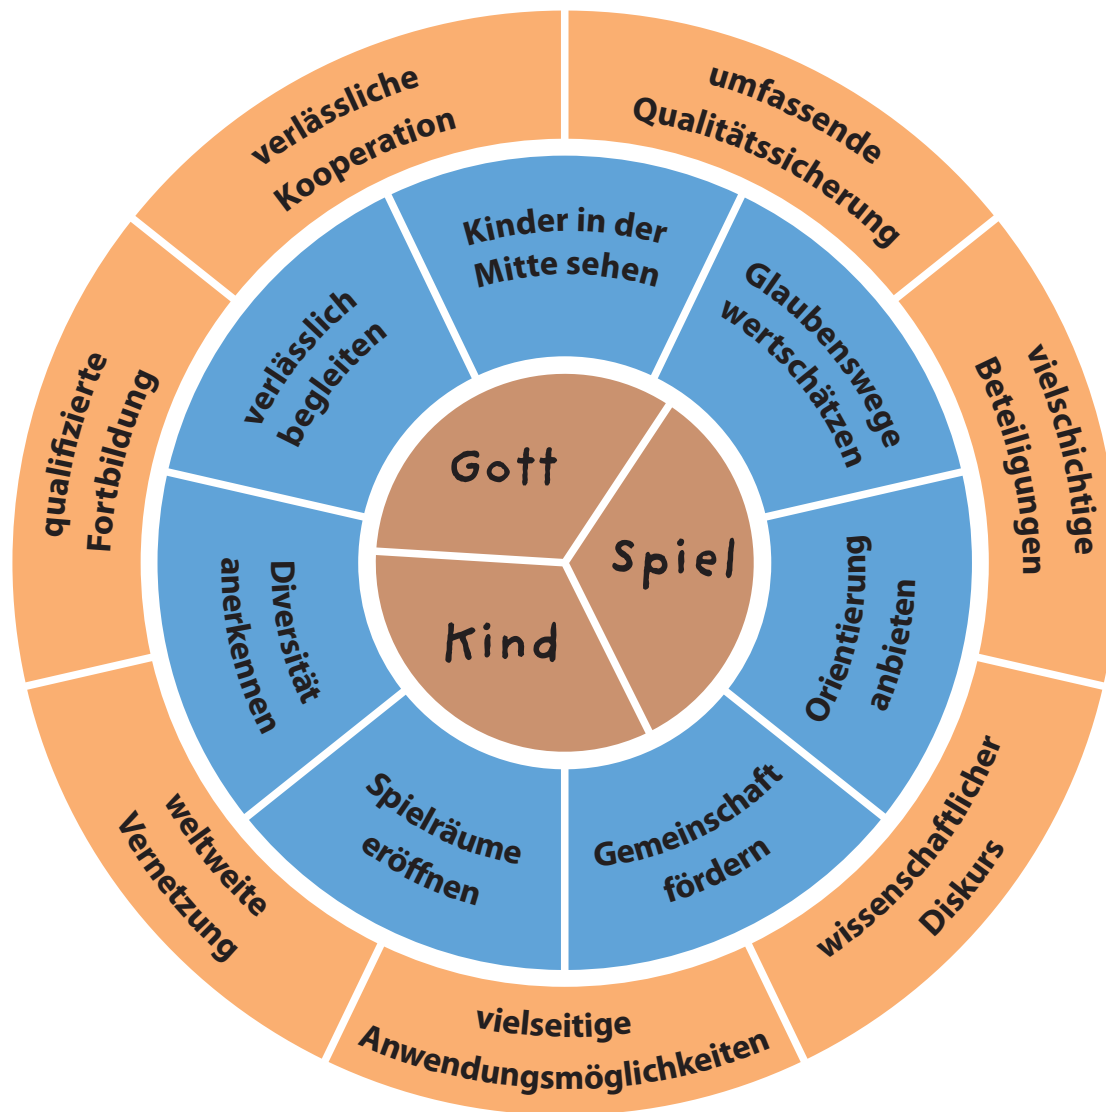 verlässliche
Kooperation
umfassende
Qualitätssicherung
vielschichtige
Beteiligungen
wissenschaftlicher
Diskurs
vielseitige
Anwendungsmöglichkeiten
weltweite
Vernetzung
qualifizierte
Fortbildung
Kinder in der
Mitte sehen
Glaubenswege
wertschätzen
Orientierung
anbieten
Gemeinschaft
fördern
Spielräume
eröffnen
Diversität
anerkennen
verlässlich
begleiten
Gott
Spiel
Kind